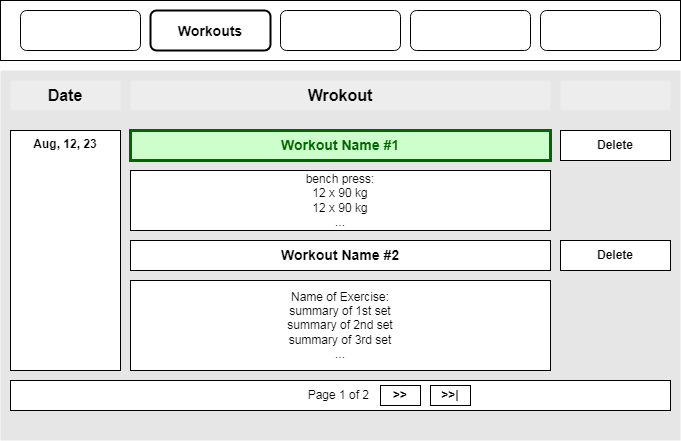 Workouts
Date
Wrokout
Aug, 12, 23
Workout Name #1
Delete
bench press:
12 x 90 kg
12 x 90 kg
...
Workout Name #2
Delete
Name of Exercise:
summary of 1st set
summary of 2nd set
summary of 3rd set
...
Page 1 of 2
>>
>>|